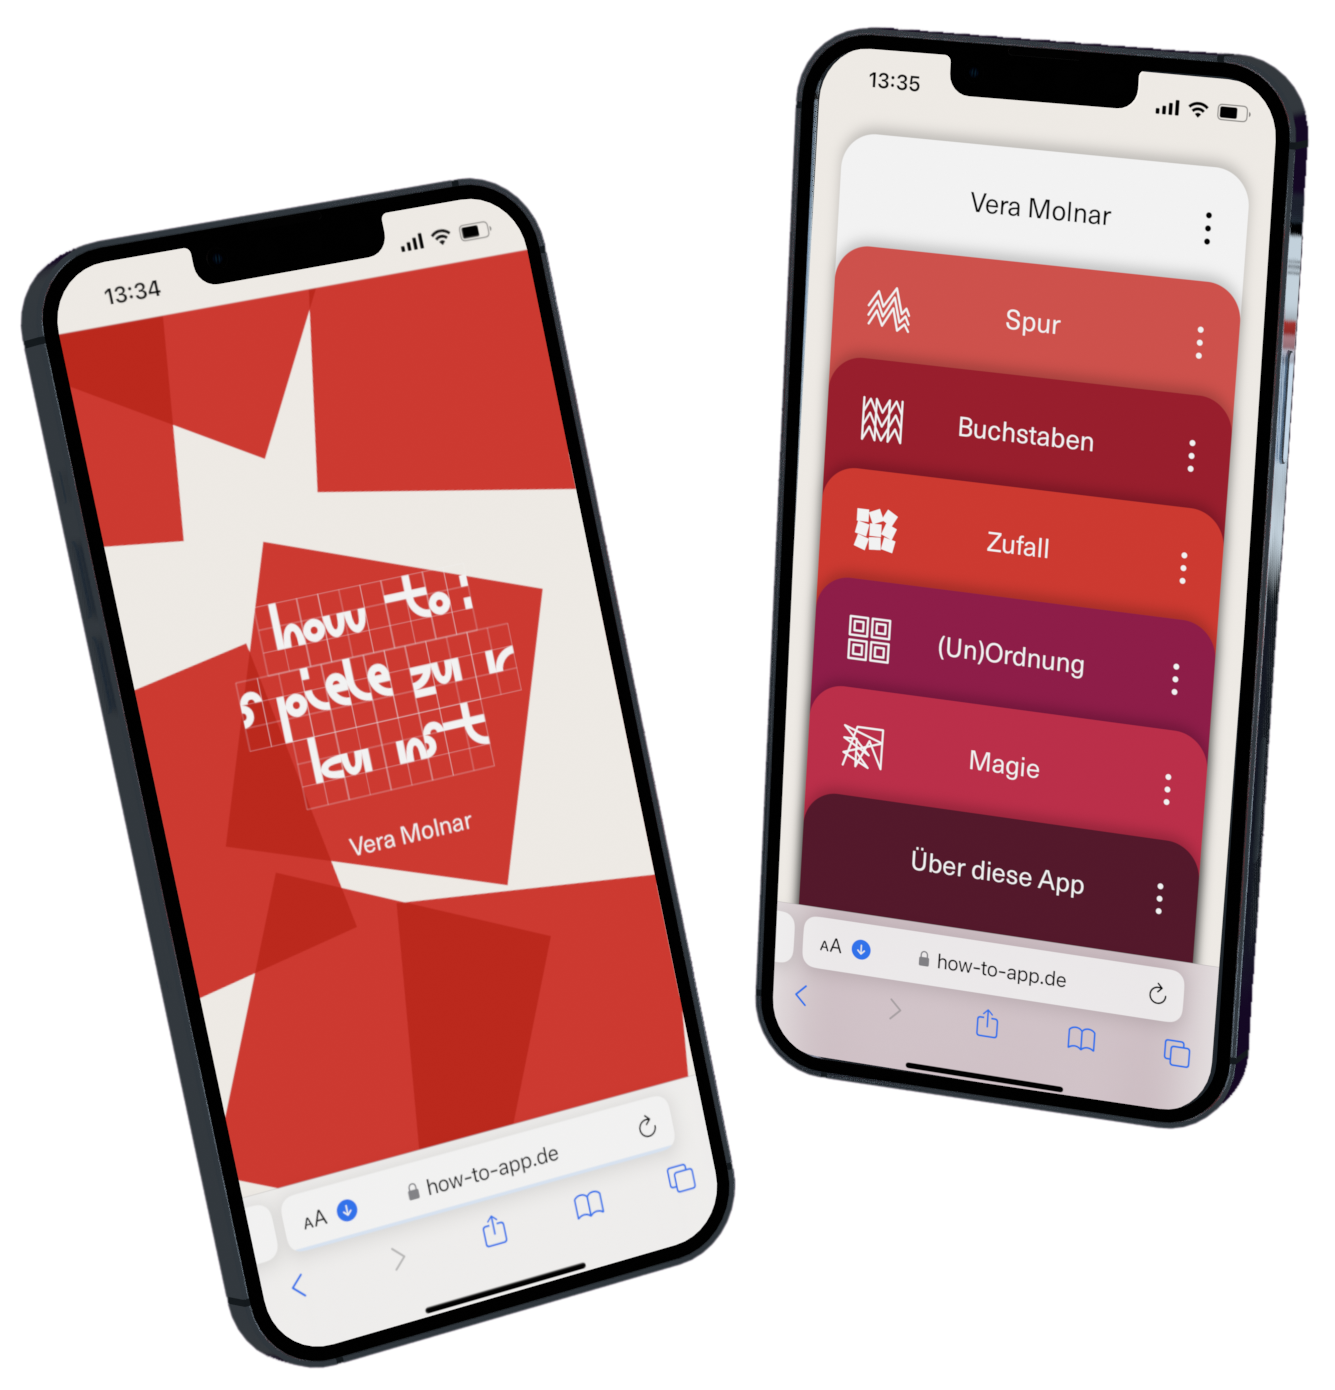 13:34
how to:
spiele zur
kunst
Vera Molnar
AA how-to-app.de
13:35
Vera Molnar
Spur
Buchstaben
Zufall
(Un)Ordnung
Magie
Über diese App
AA how-to-app.de